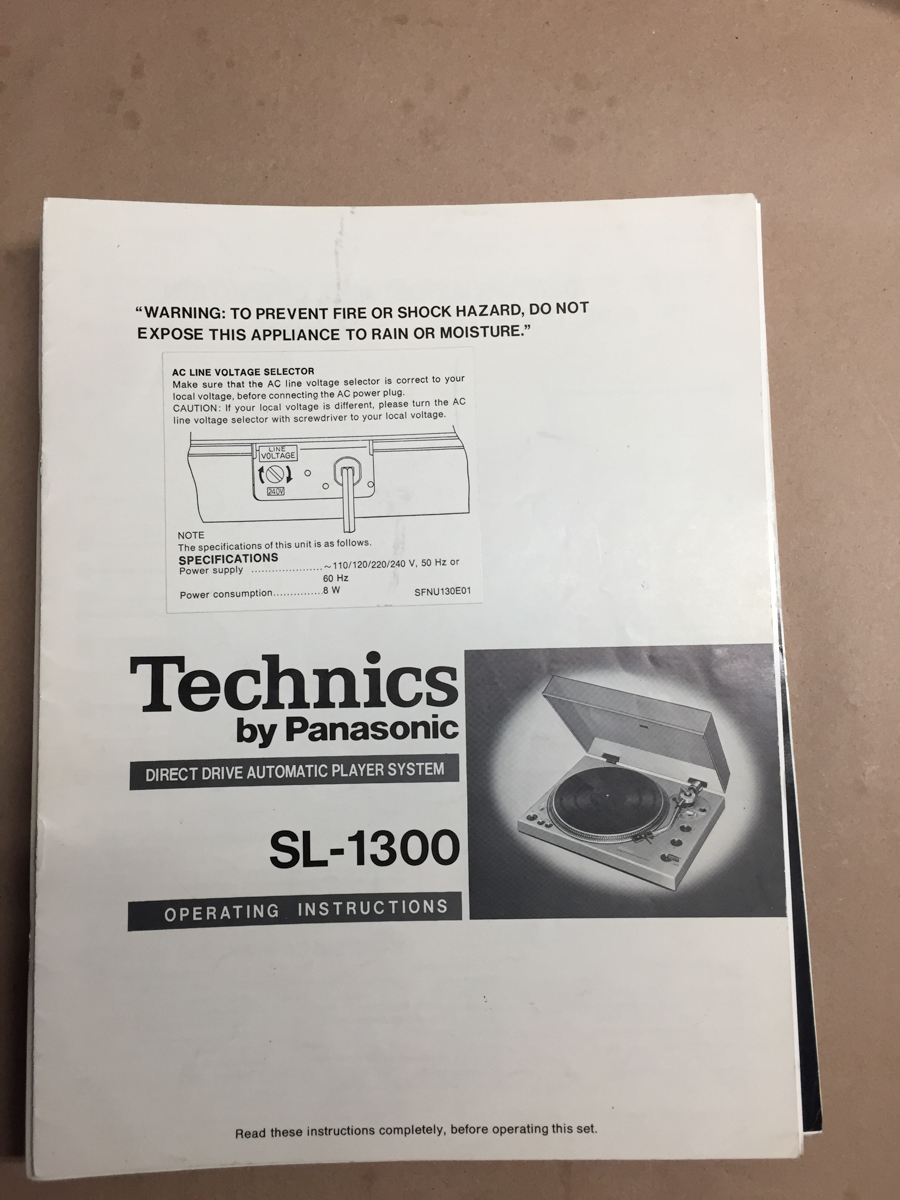 “WARNING: TO PREVENT FIRE OR SHOCK HAZARD, DO NOT
EXPOSE THIS APPLIANCE TO RAIN OR MOISTURE.”
AC LINE VOLTAGE SELECTOR
Make sure that the AC line voltage selector is correct to your
local voltage, before connecting the AC power plug.
CAUTION: If your local voltage is different, please turn the AC
line voltage selector with screwdriver to your local voltage.
LINE
VOLTAGE
240V
NOTE
The specifications of this unit is as follows.
SPECIFICATIONS
Power supply ......................~110/120/220/240 V, 50 Hz or
60 Hz
Power consumption...............8 W SFNU130E01
Technics
by Panasonic
DIRECT DRIVE AUTOMATIC PLAYER SYSTEM
SL-1300
OPERATING INSTRUCTIONS
Read these instructions completely, before operating this set.